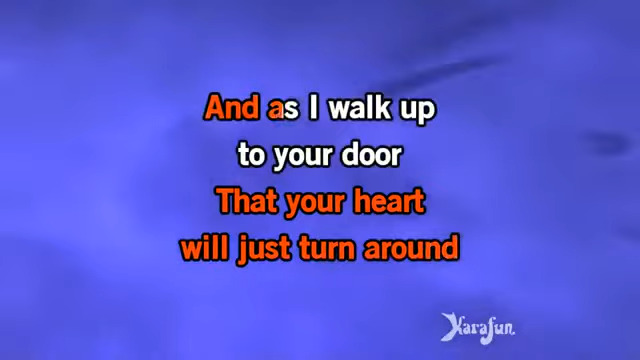 And as I walk up
to your door
That your heart
will just turn around
Karafun